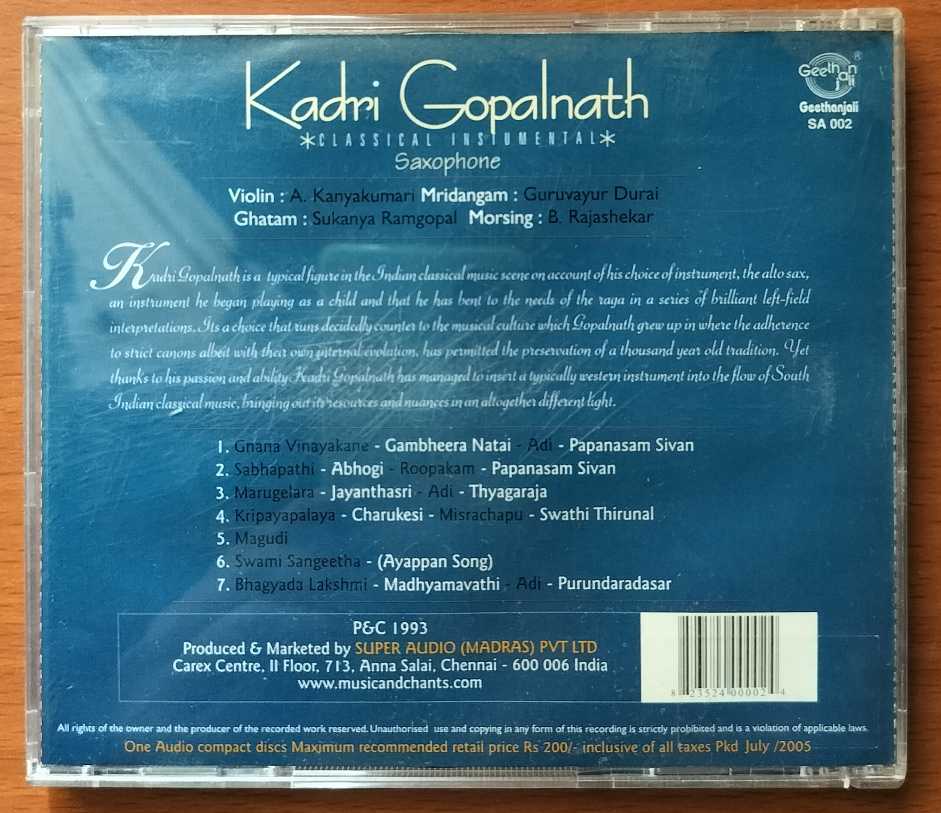 Kadri Gopalnath
*CLASSICAL INSTUMENTAL*
Saxophone
Geethanjali ®
Geethanjali
SA 002
Violin : A. Kanyakumari Mridangam : Guruvayur Durai
Ghatam : Sukanya Ramgopal Morsing : B. Rajashekar
Kadri Gopalnath is a typical figure in the Indian classical music scene on account of his choice of instrument, the alto sax,
an instrument he began playing as a child and that he has bent to the needs of the raga in a series of brilliant left-field
interpretations. Its a choice that runs decidedly counter to the musical culture which Gopalnath grew up in where the adherence
to strict canons albeit with their own internal evolution, has permitted the preservation of a thousand year old tradition. Yet
thanks to his passion and ability Kadri Gopalnath has managed to insert a typically western instrument into the flow of South
Indian classical music, bringing out its resources and nuances in an altogether different light.
1. Gnana Vinayakane - Gambheera Natai - Adi - Papanasam Sivan
2. Sabhapathi - Abhogi - Roopakam - Papanasam Sivan
3. Marugelara - Jayanthasri - Adi - Thyagaraja
4. Kripayapalaya - Charukesi - Misrachapu - Swathi Thirunal
5. Magudi
6. Swami Sangeetha - (Ayappan Song)
7. Bhagyada Lakshmi - Madhyamavathi - Adi - Purundaradasar
P&C 1993
Produced & Marketed by SUPER AUDIO (MADRAS) PVT LTD
Carex Centre, II Floor, 713, Anna Salai, Chennai - 600 006 India
www.musicandchants.com
8 23524 00002 4
All rights of the owner and the producer of the recorded work reserved. Unauthorised use and copying in any form of this recording is strictly prohibited and is a violation of applicable laws.
One Audio compact discs Maximum recommended retail price Rs 200/- inclusive of all taxes Pkd July /2005